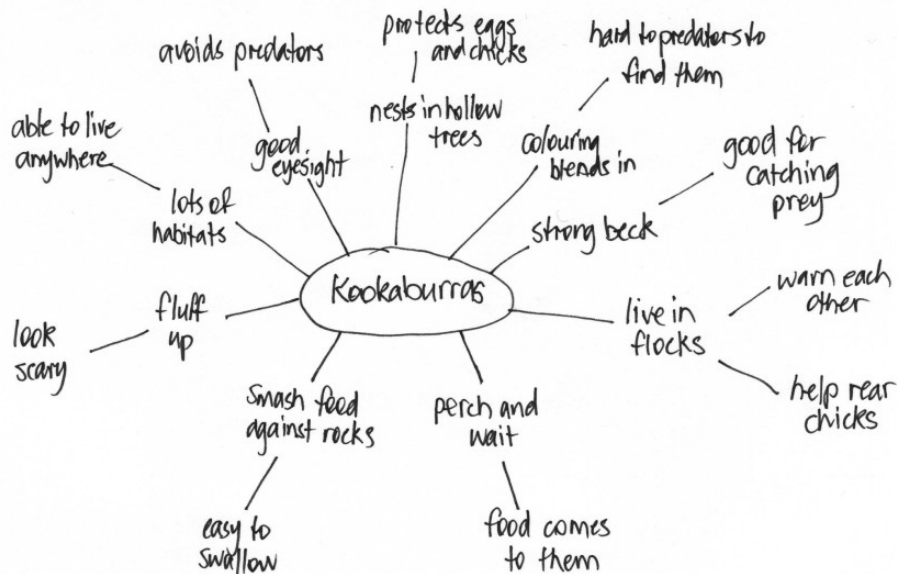 protects eggs
and chicks
hard to predators to
find them
avoids predators
nests in hollow
trees
able to live
anywhere
good
eyesight
colouring
blends in
good for
catching
prey
lots of
habitats
strong beck
Kookaburras
warn each
other
fluff
up
live in
flocks
look
scary
smash food
against rocks
perch and
wait
help rear
chicks
easy to
swallow
food comes
to them